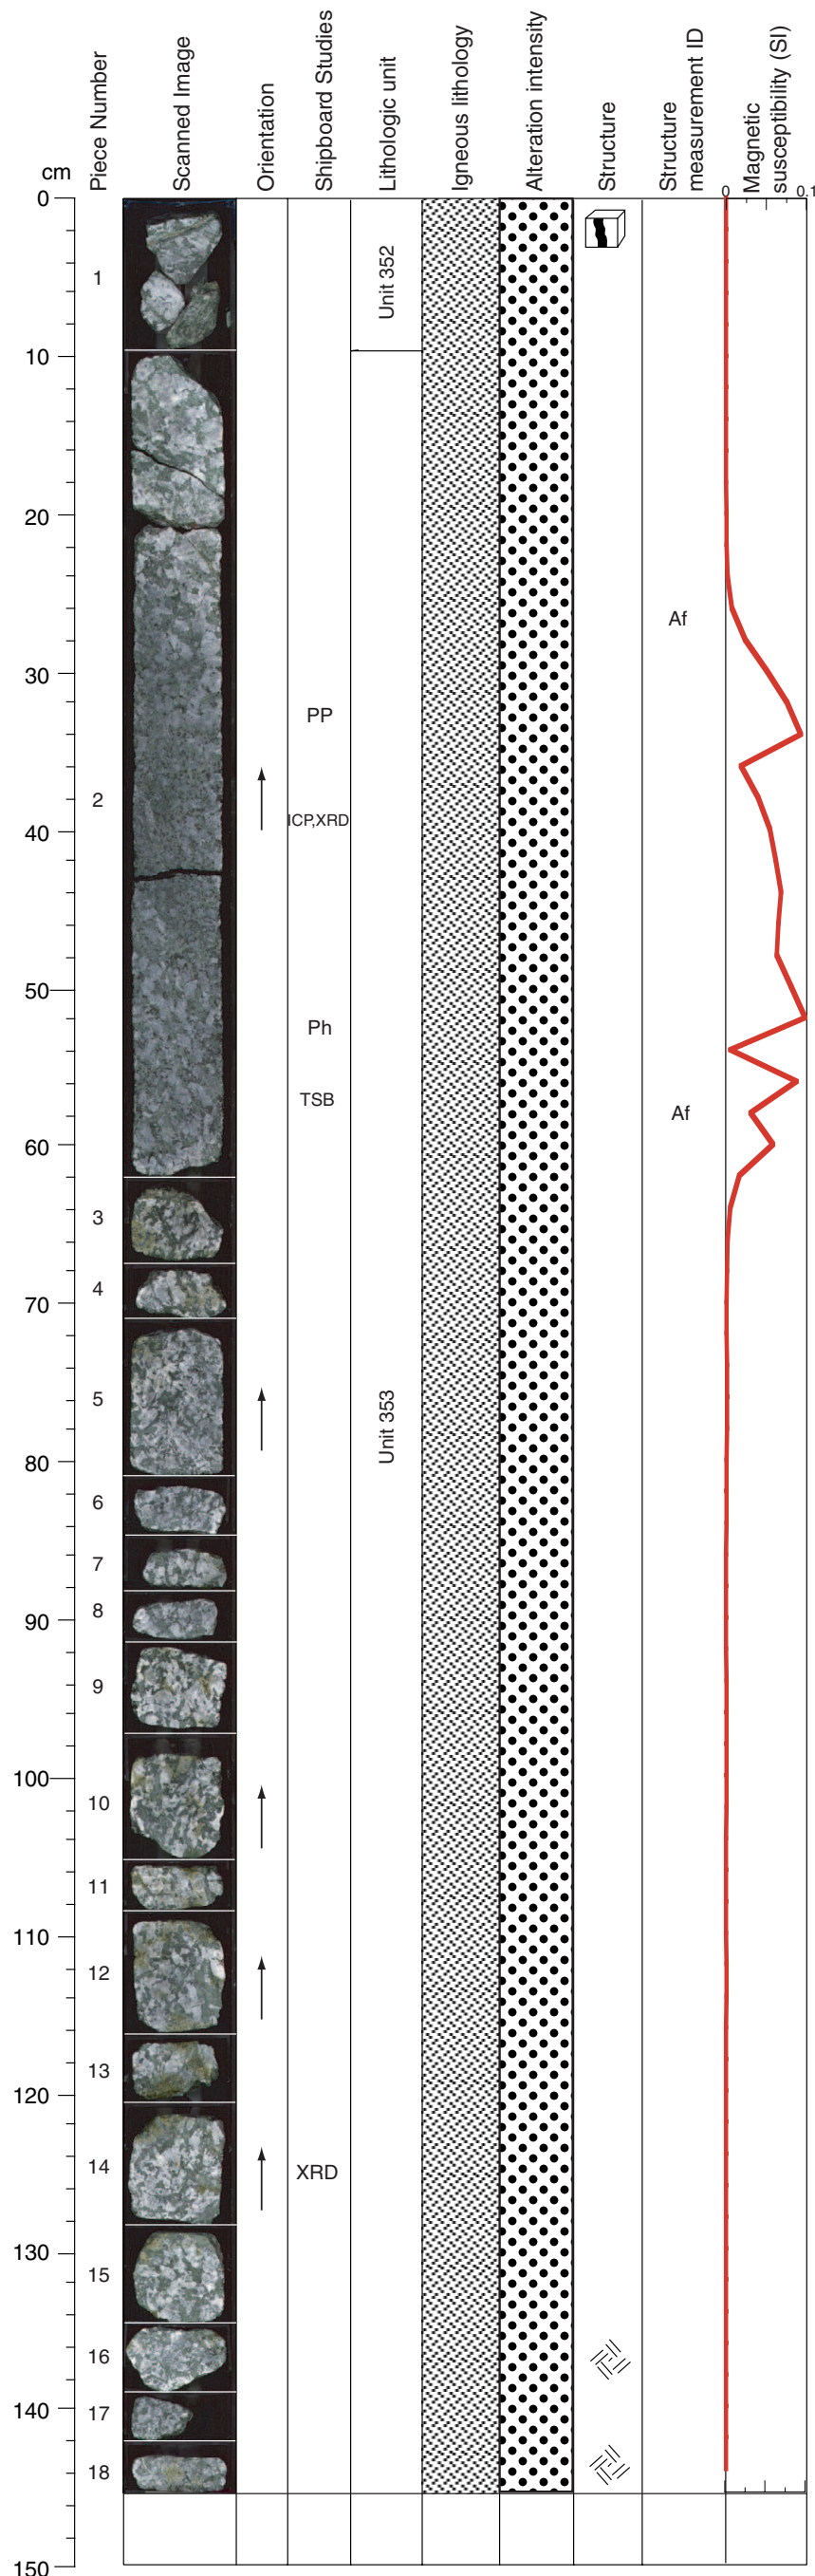 cm
Piece Number
Scanned Image
Orientation
Shipboard Studies
Lithologic unit
Igneous lithology
Alteration intensity
Structure
Structure
measurement ID
Magnetic
susceptibility (SI)
0
0.1
0
1
Unit 352
10
20
Af
30
PP
2
ICP,XRD
40
50
Ph
TSB
Af
60
3
4
70
5
Unit 353
80
6
7
8
90
9
100
10
11
110
12
13
120
14
XRD
130
15
16
140
17
18
150